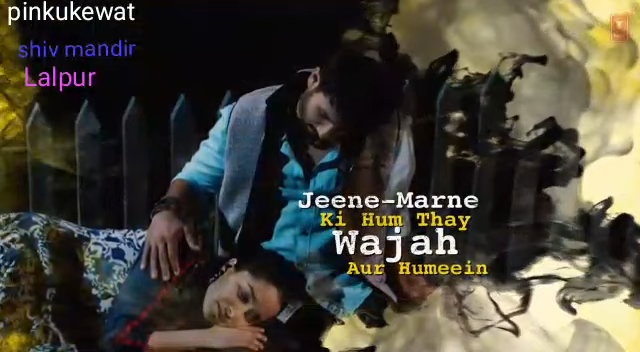 pinkukewat
shiv mandir
Lalpur
Jeene-Marne
Ki Hum Thay
Wajah
Aur Humeein